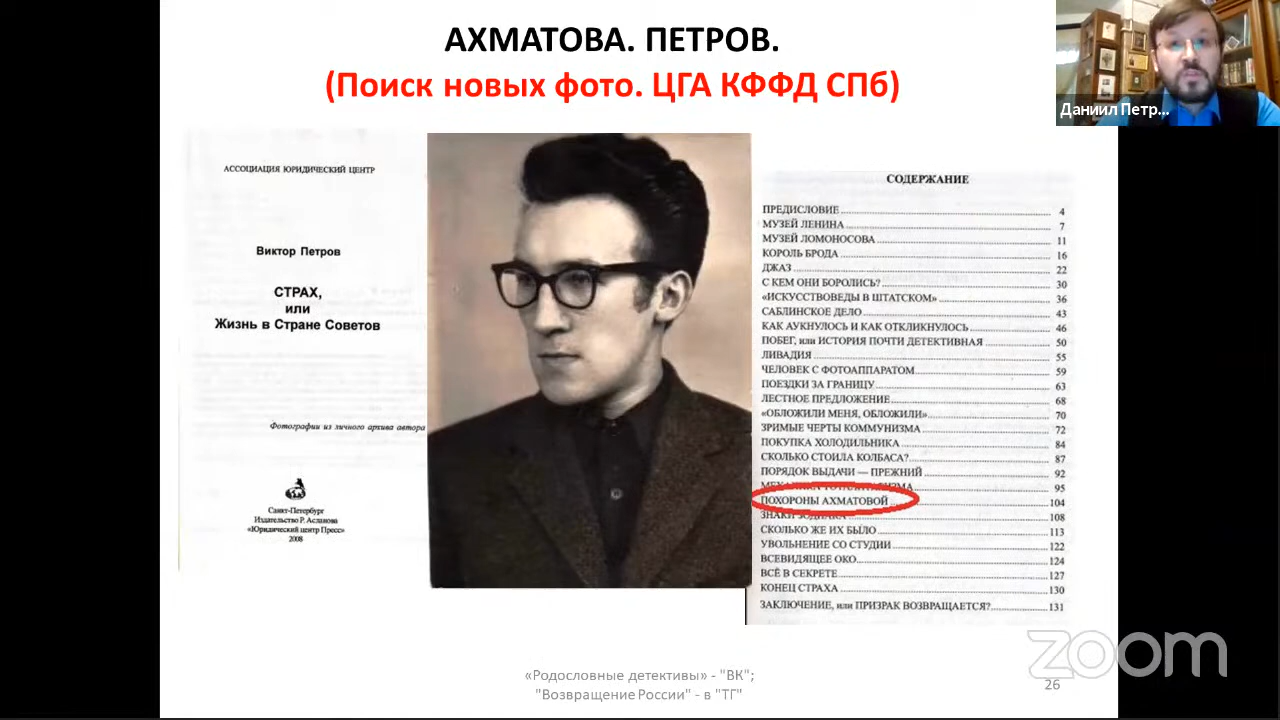 АХМАТОВА. ПЕТРОВ.
(Поиск новых фото. ЦГА КФФД СПб)
Даниил Петр...
АССОЦИАЦИЯ ЮРИДИЧЕСКИЙ ЦЕНТР
Виктор Петров
СТРАХ,
или
Жизнь в Стране Советов
Фотографии из личного архива автора
Санкт-Петербург
Издательство Р. Асланова
«Юридический центр Пресс»
2008
СОДЕРЖАНИЕ
ПРЕДИСЛОВИЕ 4
МУЗЕЙ ЛЕНИНА 7
МУЗЕЙ ЛОМОНОСОВА 11
КОРОЛЬ БРОДА 16
ДЖАЗ 22
С КЕМ ОНИ БОРОЛИСЬ? 30
«ИСКУССТВОВЕДЫ В ШТАТСКОМ» 36
САБЛИНСКОЕ ДЕЛО 43
КАК АУКНУЛОСЬ И КАК ОТКЛИКНУЛОСЬ 46
ПОБЕГ, или ИСТОРИЯ ПОЧТИ ДЕТЕКТИВНАЯ 50
ЛИВАДИЯ 55
ЧЕЛОВЕК С ФОТОАППАРАТОМ 59
ПОЕЗДКИ ЗА ГРАНИЦУ 63
ЛЕСТНОЕ ПРЕДЛОЖЕНИЕ 68
«ОБЛОЖИЛИ МЕНЯ, ОБЛОЖИЛИ» 70
ЗРИМЫЕ ЧЕРТЫ КОММУНИЗМА 72
ПОКУПКА ХОЛОДИЛЬНИКА 84
СКОЛЬКО СТОИЛА КОЛБАСА? 87
ПОРЯДОК ВЫДАЧИ — ПРЕЖНИЙ 92
95
ПОХОРОНЫ АХМАТОВОЙ 104
ЗНАКИ ЗОДИАКА 108
СКОЛЬКО ЖЕ ИХ БЫЛО 113
УВОЛЬНЕНИЕ СО СТУДИИ 122
ВСЕВИДЯЩЕЕ ОКО 124
ВСЁ В СЕКРЕТЕ 127
КОНЕЦ СТРАХА 130
ЗАКЛЮЧЕНИЕ, или ПРИЗРАК ВОЗВРАЩАЕТСЯ? 131
zoom
«Родословные детективы» - "ВК";
"Возвращение России" - в "ТГ"
26